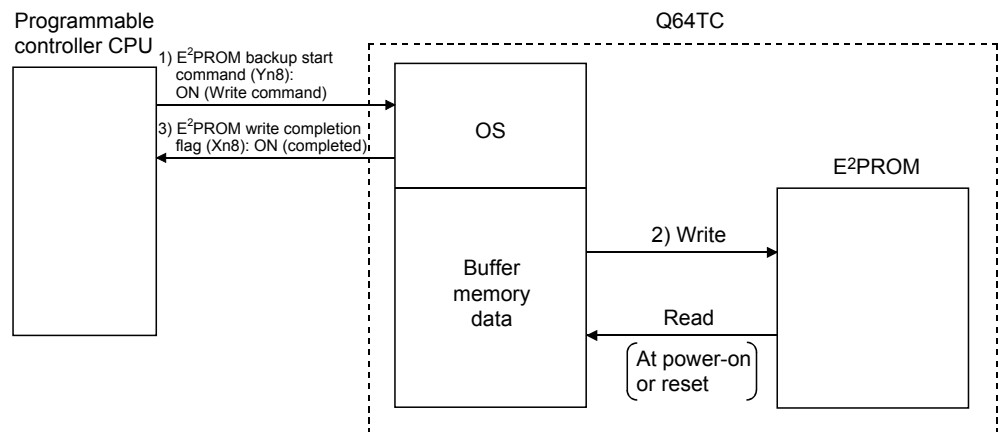 Programmable
controller CPU
Q64TC
1) E²PROM backup start
command (Yn8):
ON (Write command)
3) E²PROM write completion
flag (Xn8): ON (completed)
OS
E²PROM
2) Write
Buffer
memory
data
Read
At power-on
or reset